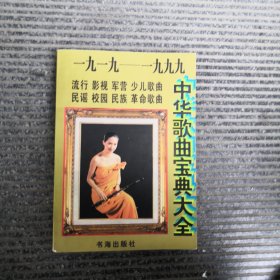 一九一九——一九九九
流行 影视 军营 少儿歌曲
民谣 校园 民族 革命歌曲
中华歌曲宝典大全
书海出版社